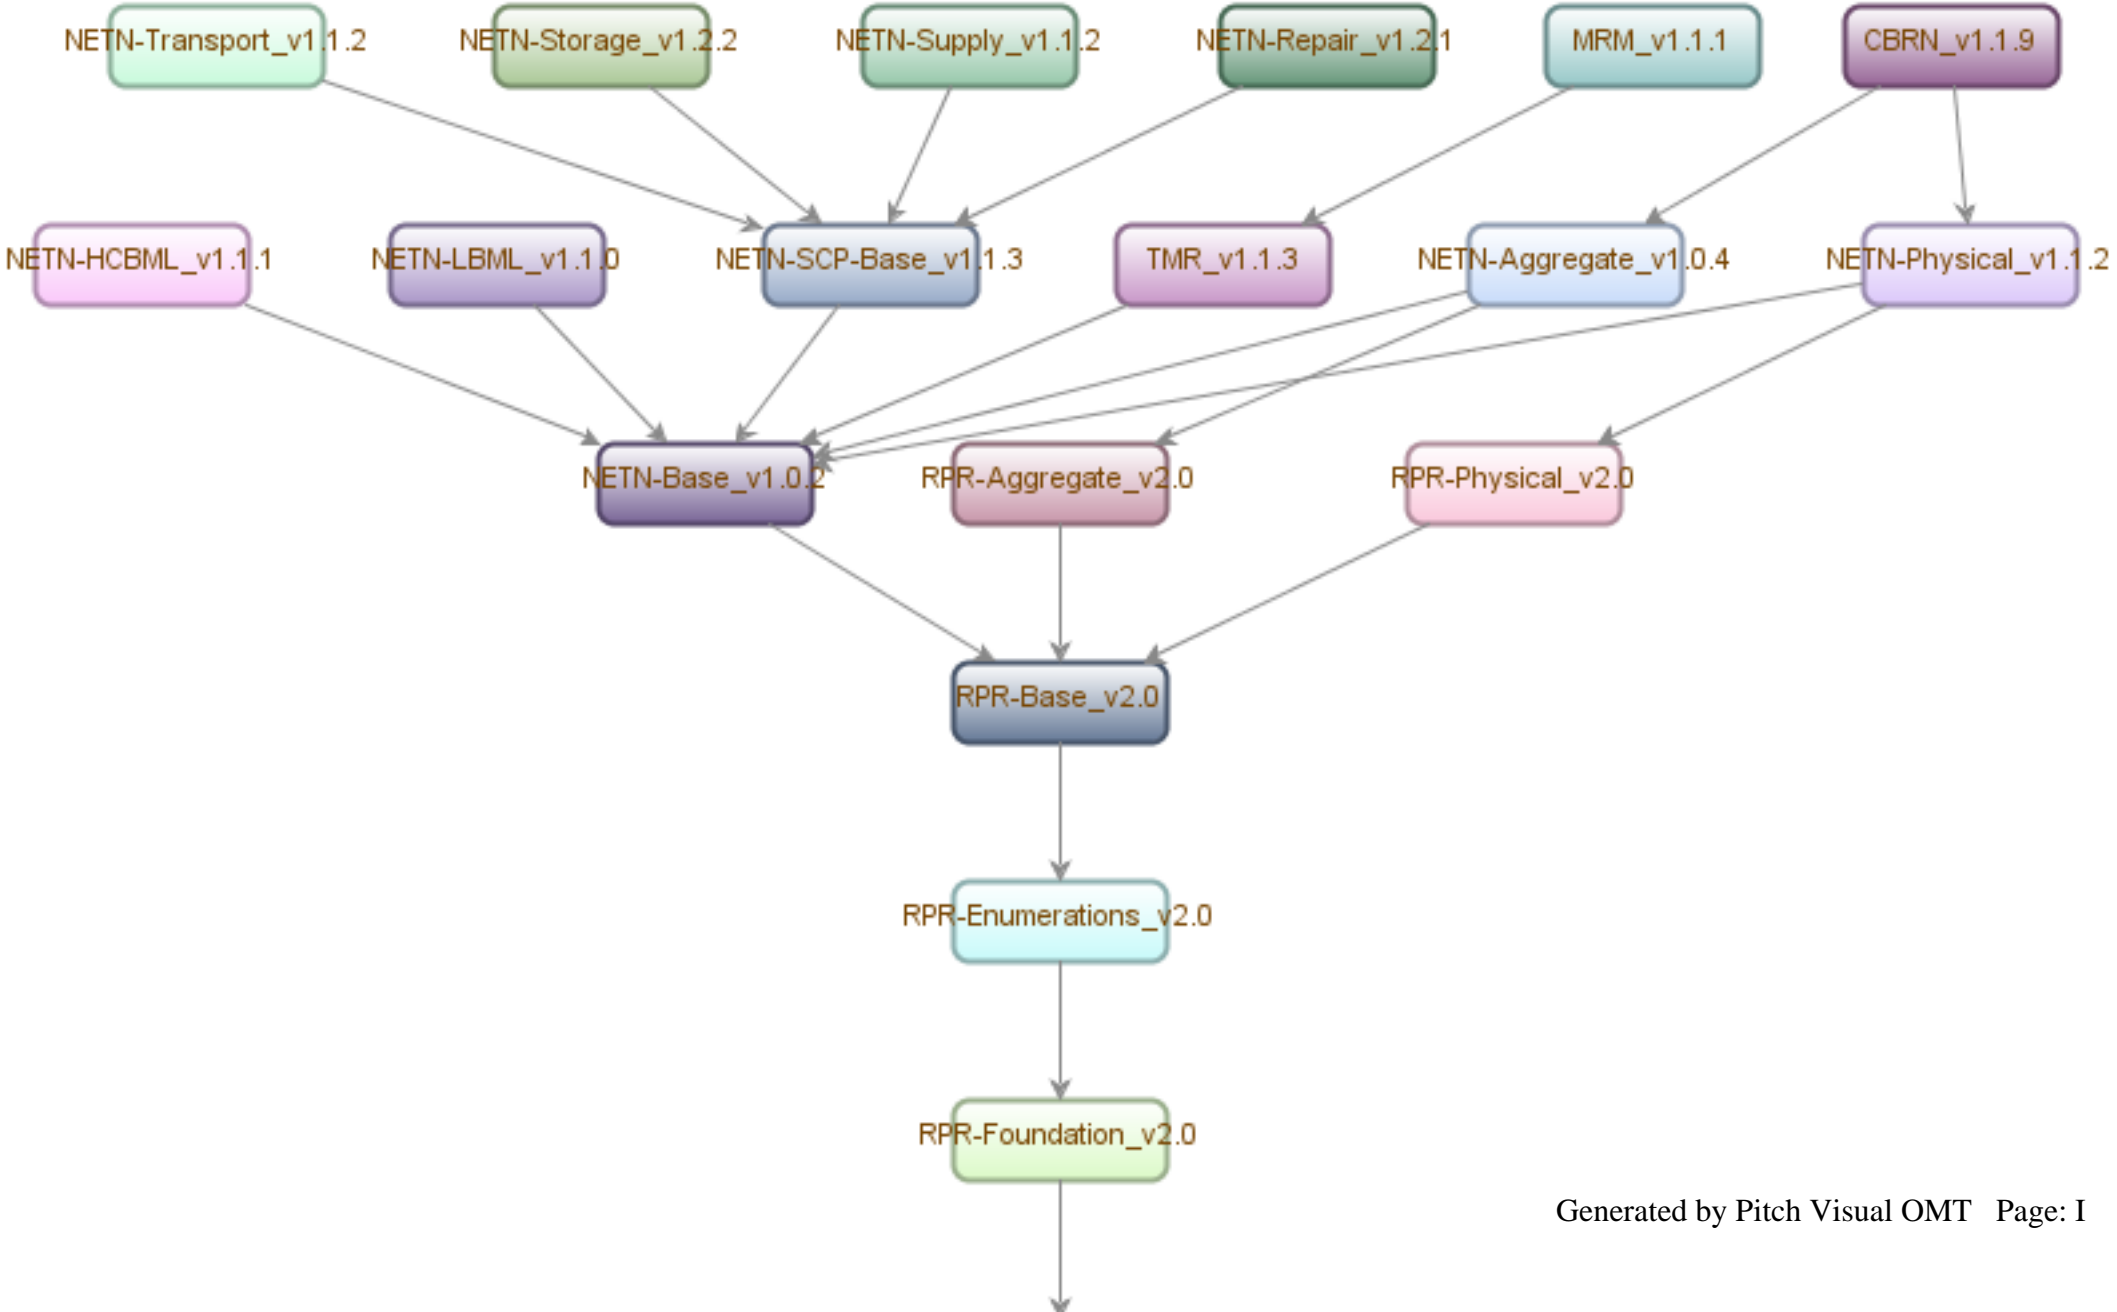 NETN-Transport_v1.1.2
NETN-Storage_v1.2.2
NETN-Supply_v1.1.2
NETN-Repair_v1.2.1
MRM_v1.1.1
CBRN_v1.1.9
NETN-HCBML_v1.1.1
NETN-LBML_v1.1.0
NETN-SCP-Base_v1.1.3
TMR_v1.1.3
NETN-Aggregate_v1.0.4
NETN-Physical_v1.1.2
NETN-Base_v1.0.2
RPR-Aggregate_v2.0
RPR-Physical_v2.0
RPR-Base_v2.0
RPR-Enumerations_v2.0
RPR-Foundation_v2.0
Generated by Pitch Visual OMT Page: I